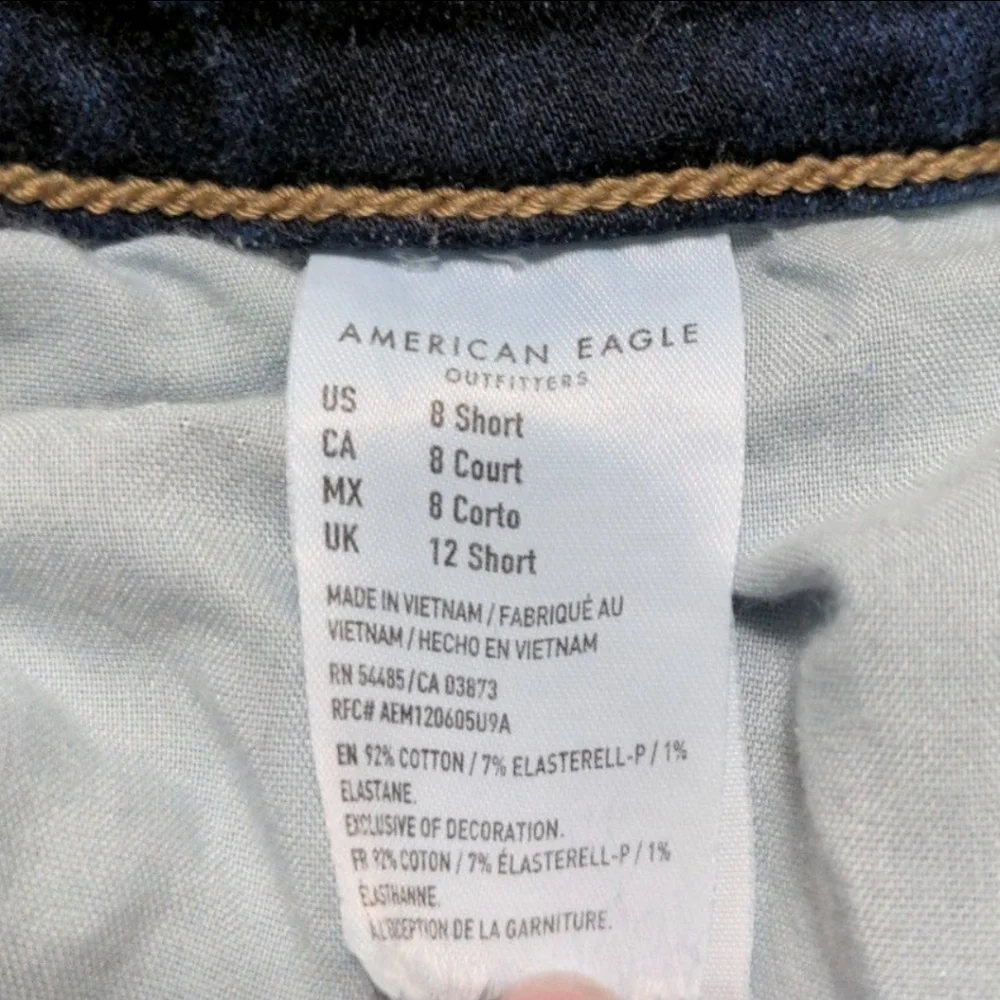 AMERICAN EAGLE
OUTFITTERS
US 8 Short
CA 8 Court
MX 8 Corto
UK 12 Short
MADE IN VIETNAM / FABRIQUÉ AU
VIETNAM / HECHO EN VIETNAM
RN 54485 / CA 03873
RFC# AEM120605U9A
EN 92% COTTON / 7% ELASTERELL-P / 1%
ELASTANE.
EXCLUSIVE OF DECORATION.
FR 92% COTON / 7% ÉLASTERELL-P / 1%
ÉLASTHANNE.
À L'EXCEPTION DE LA GARNITURE.